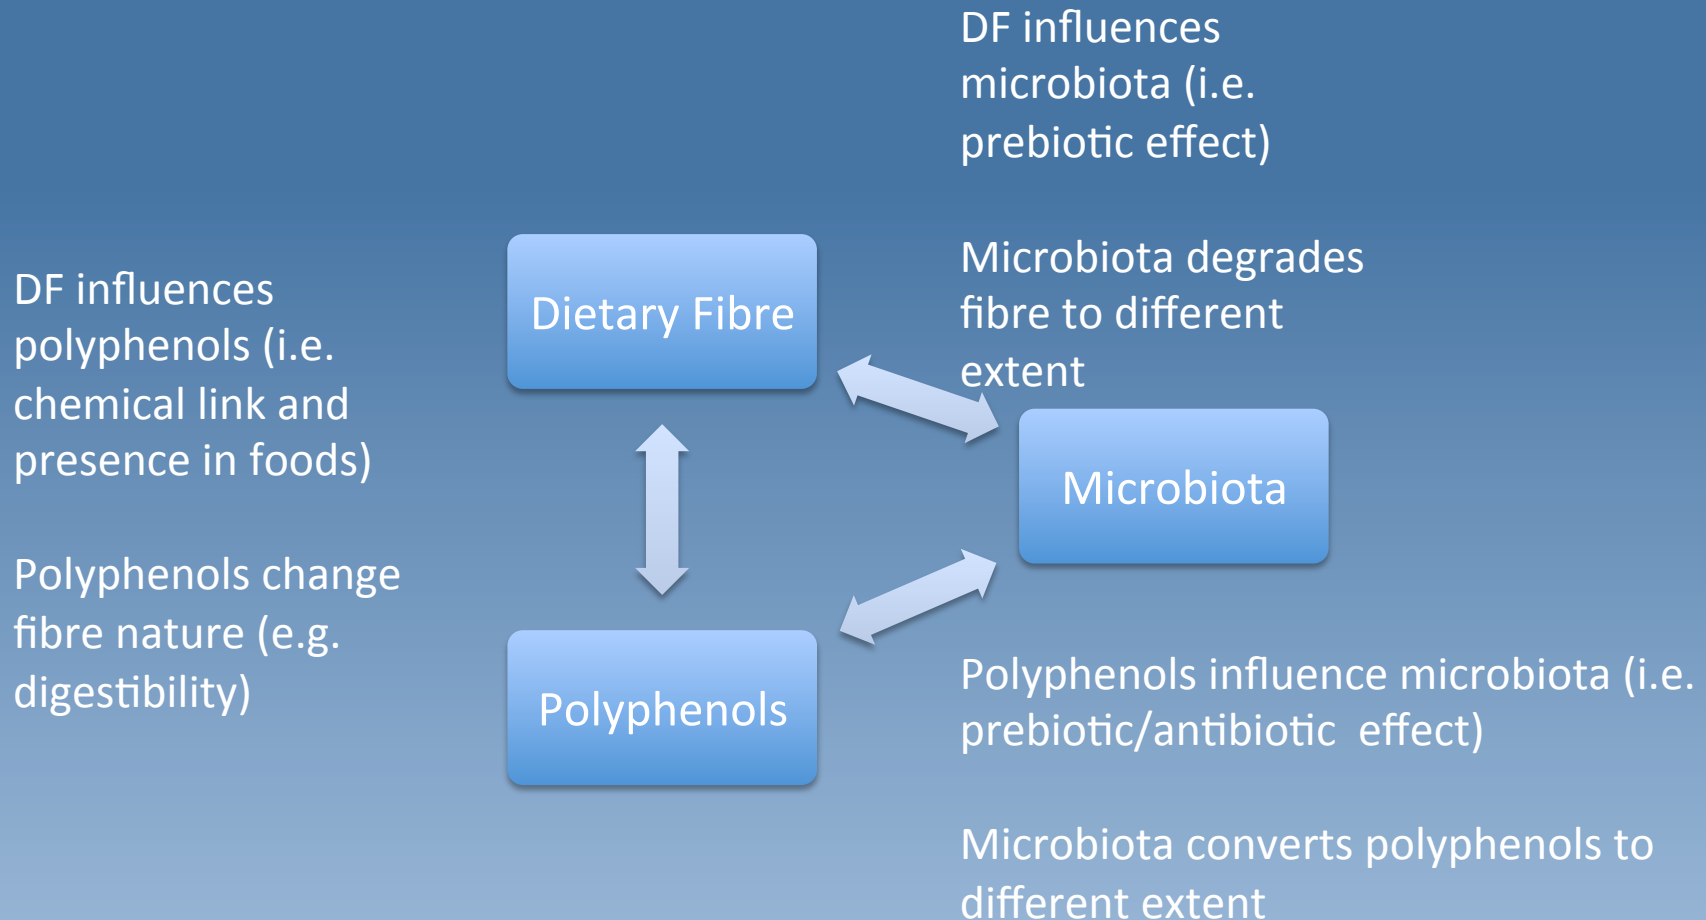 DF influences
microbiota (i.e.
prebiotic effect)
Microbiota degrades
fibre to different
extent
DF influences
polyphenols (i.e.
chemical link and
presence in foods)
Polyphenols change
fibre nature (e.g.
digestibility)
Dietary Fibre
Microbiota
Polyphenols
Polyphenols influence microbiota (i.e.
prebiotic/antibiotic  effect)
Microbiota converts polyphenols to
different extent